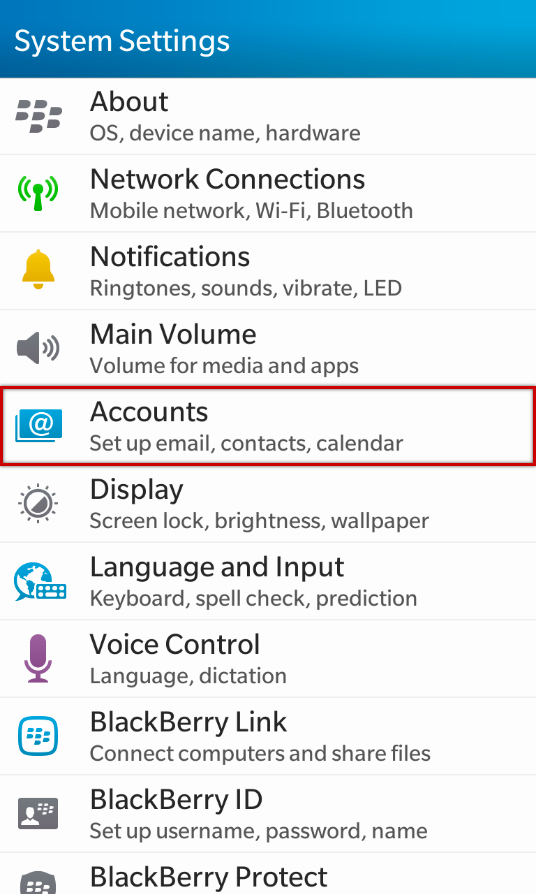 System Settings
About
OS, device name, hardware
Network Connections
Mobile network, Wi-Fi, Bluetooth
Notifications
Ringtones, sounds, vibrate, LED
Main Volume
Volume for media and apps
@
Accounts
Set up email, contacts, calendar
Display
Screen lock, brightness, wallpaper
Language and Input
Keyboard, spell check, prediction
Voice Control
Language, dictation
BlackBerry Link
Connect computers and share files
BlackBerry ID
Set up username, password, name
BlackBerry Protect